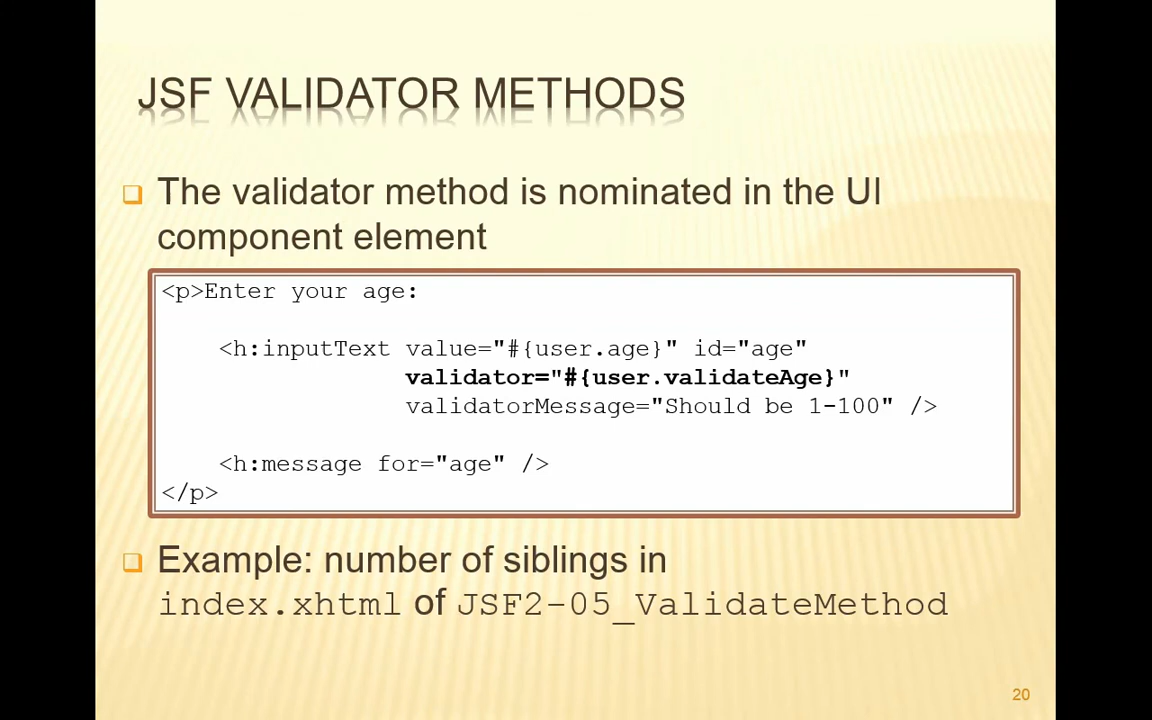 JSF VALIDATOR METHODS
The validator method is nominated in the UI
component element
<p>Enter your age:
<h:inputText value="#{user.age}" id="age"
validator="#{user.validateAge}"
validatorMessage="Should be 1-100" />
<h:message for="age" />
</p>
Example: number of siblings in
index.xhtml of JSF2-05_ValidateMethod
20